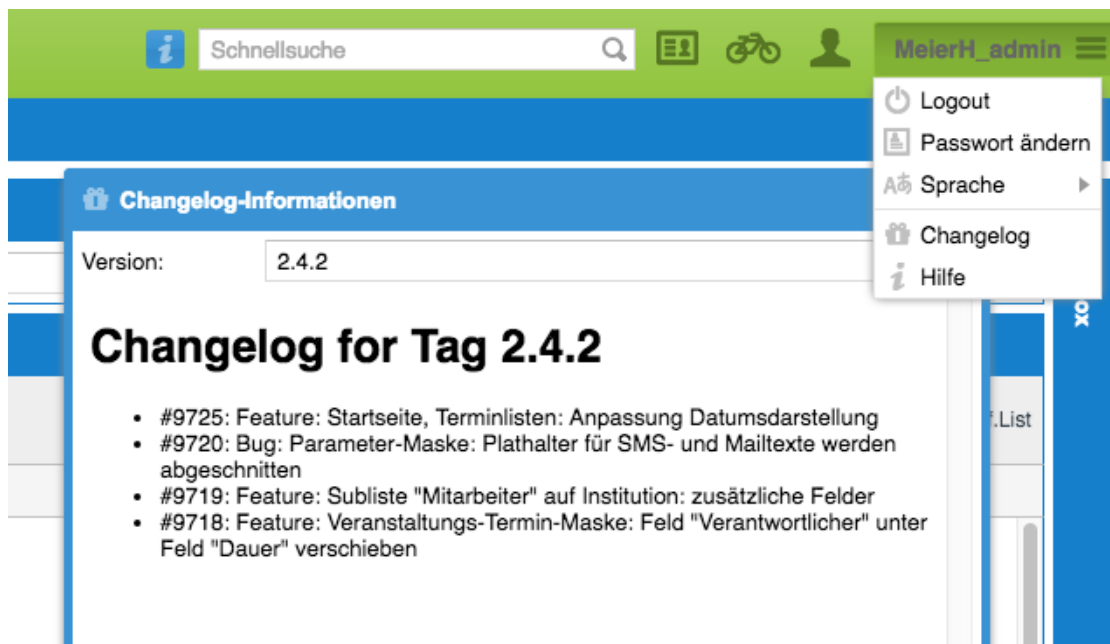 Schnellsuche
MeierH_admin
Logout
Passwort ändern
Sprache
Changelog
Hilfe
Changelog-Informationen
Version:
2.4.2
Changelog for Tag 2.4.2
• #9725: Feature: Startseite, Terminlisten: Anpassung Datumsdarstellung
• #9720: Bug: Parameter-Maske: Plathalter für SMS- und Mailtexte werden
abgeschnitten
• #9719: Feature: Subliste "Mitarbeiter" auf Institution: zusätzliche Felder
• #9718: Feature: Veranstaltungs-Termin-Maske: Feld "Verantwortlicher" unter
Feld "Dauer" verschieben
f.List
ox